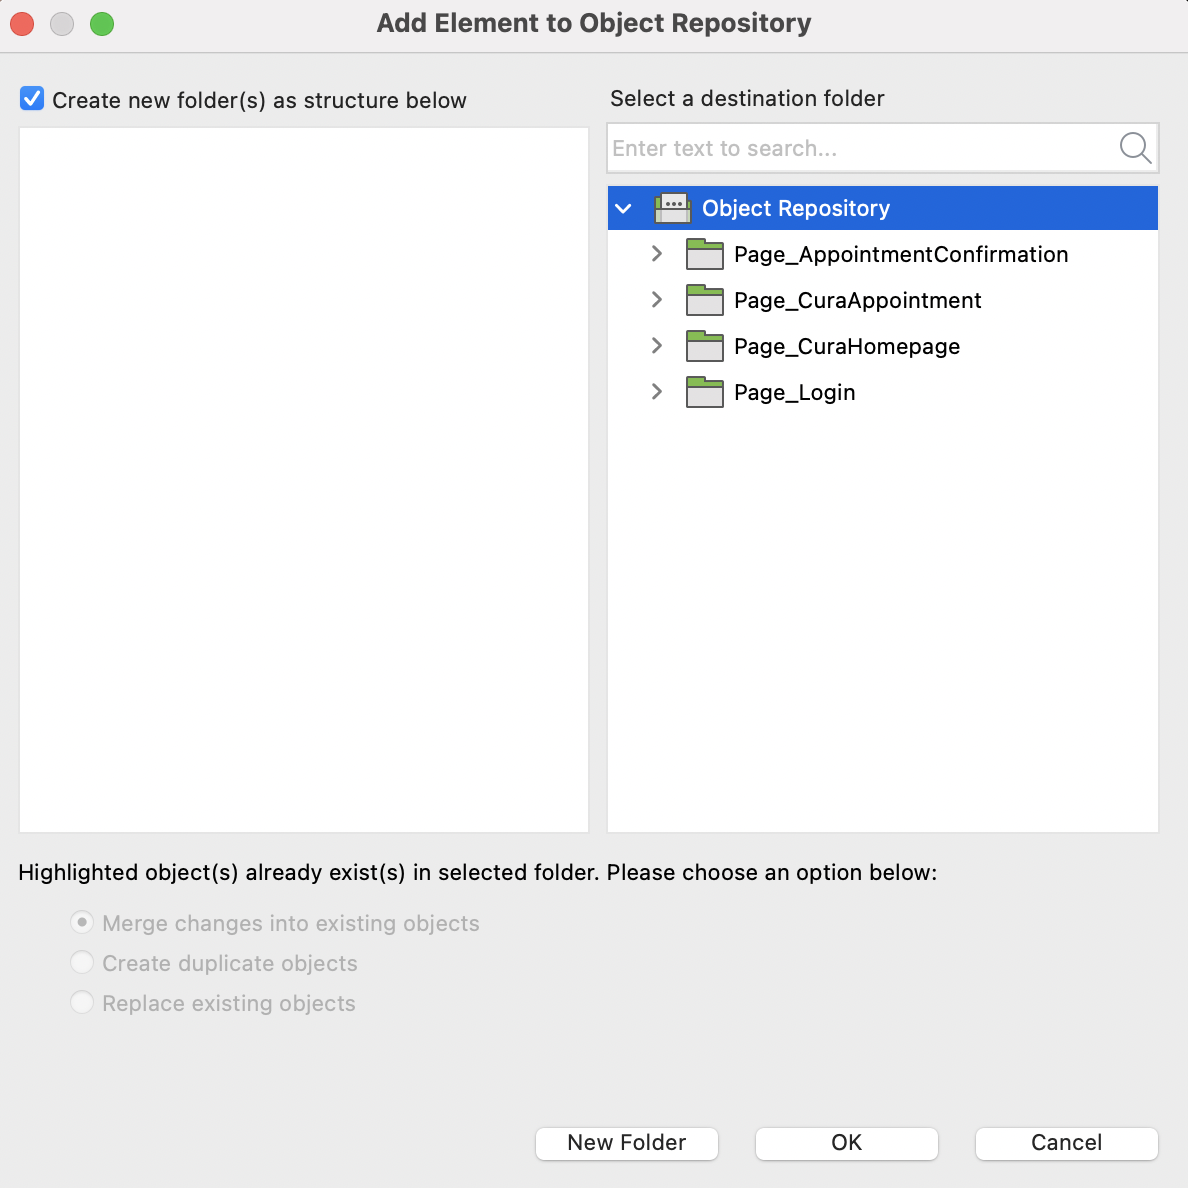 Add Element to Object Repository
Create new folder(s) as structure below
Select a destination folder
Enter text to search...
Object Repository
Page_AppointmentConfirmation
Page_CuraAppointment
Page_CuraHomepage
Page_Login
Highlighted object(s) already exist(s) in selected folder. Please choose an option below:
Merge changes into existing objects
Create duplicate objects
Replace existing objects
New Folder
OK
Cancel